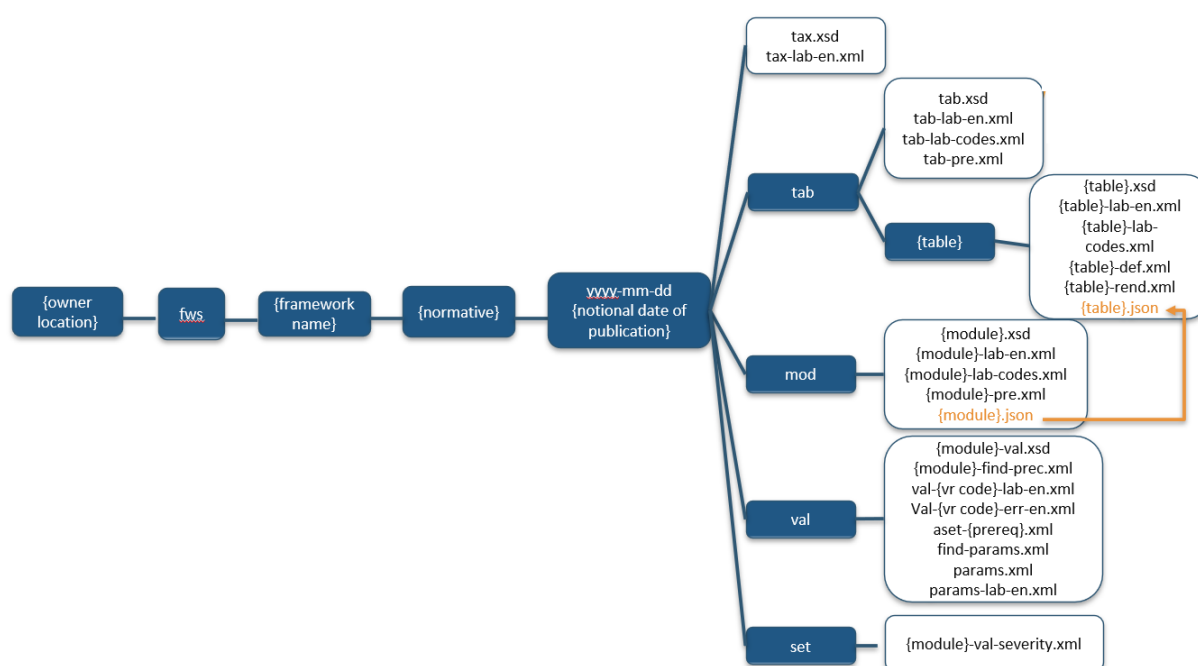 tax.xsd
tax-lab-en.xml
tab.xsd
tab-lab-en.xml
tab-lab-codes.xml
tab-pre.xml
tab
{table}
{table}.xsd
{table}-lab-en.xml
{table}-lab-
codes.xml
{table}-def.xml
{table}-rend.xml
{table}.json
{owner
location}
fws
{framework
name}
{normative}
yyyy-mm-dd
{notional date of
publication}
mod
{module}.xsd
{module}-lab-en.xml
{module}-lab-codes.xml
{module}-pre.xml
{module}.json
val
{module}-val.xsd
{module}-find-prec.xml
val-{vr code}-lab-en.xml
Val-{vr code}-err-en.xml
aset-{prereq}.xml
find-params.xml
params.xml
params-lab-en.xml
set
{module}-val-severity.xml